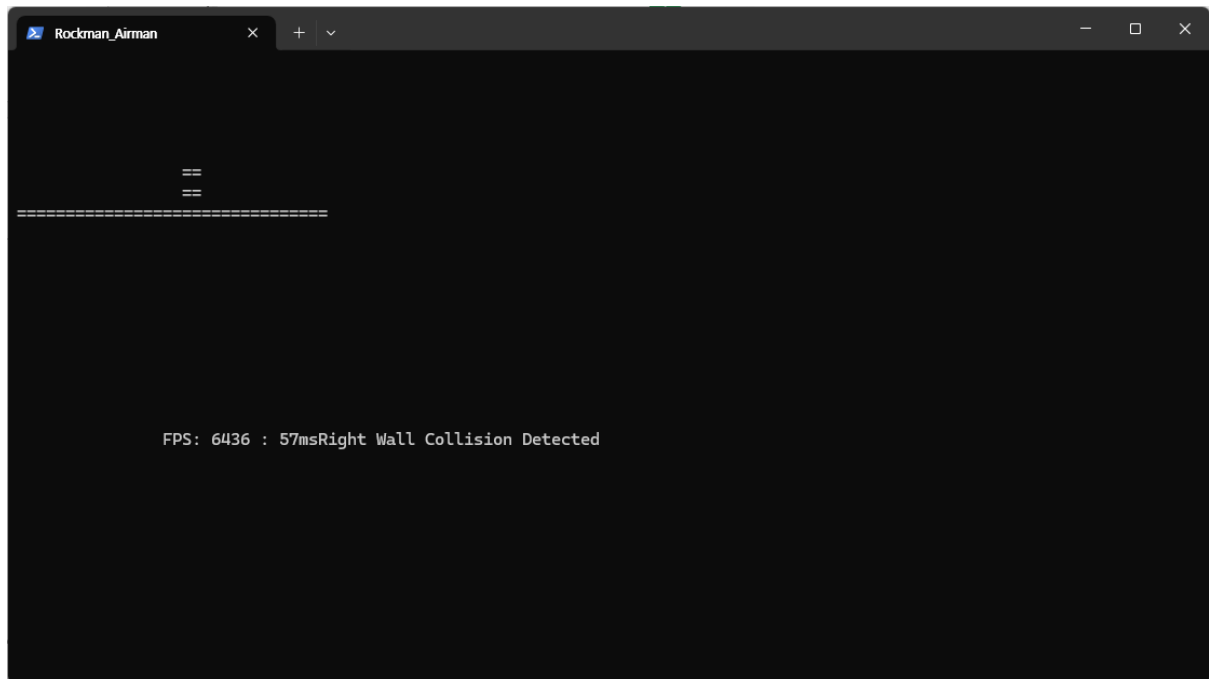 Rockman_Airman
==
==
================================
FPS: 6436 : 57msRight Wall Collision Detected